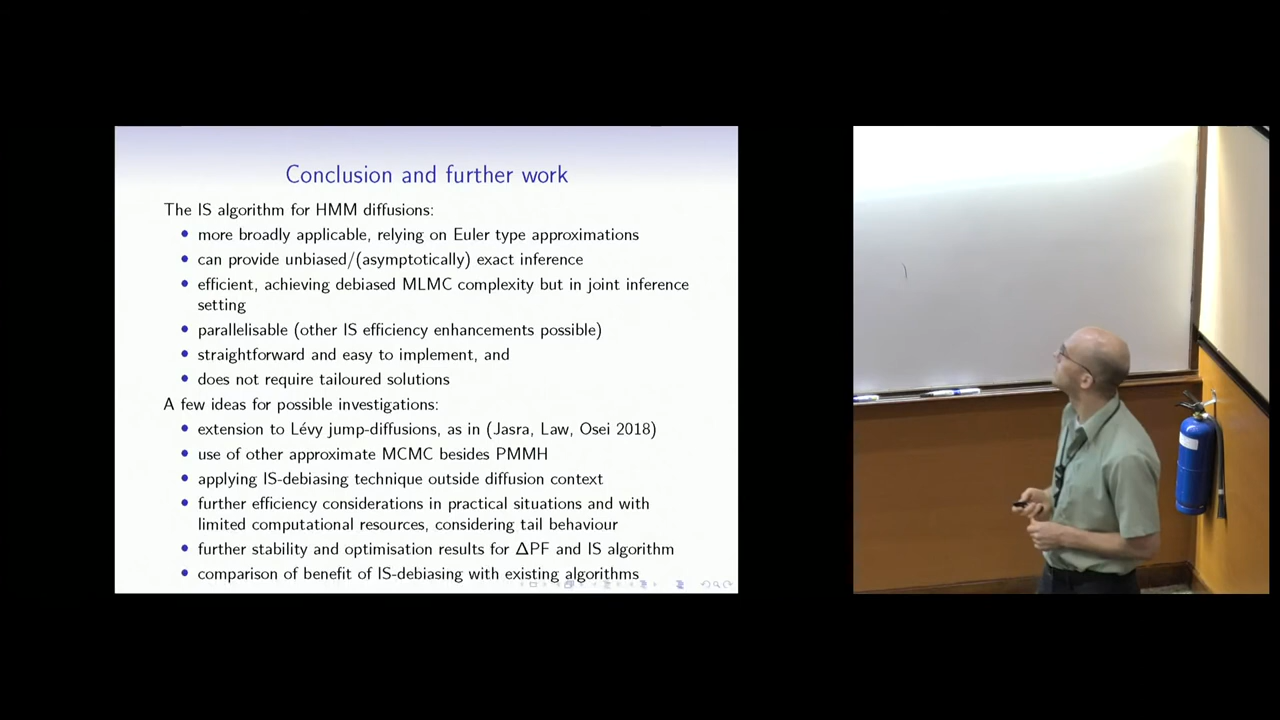 Conclusion and further work
The IS algorithm for HMM diffusions:
• more broadly applicable, relying on Euler type approximations
• can provide unbiased/(asymptotically) exact inference
• efficient, achieving debiased MLMC complexity but in joint inference
setting
• parallelisable (other IS efficiency enhancements possible)
• straightforward and easy to implement, and
• does not require tailoured solutions
A few ideas for possible investigations:
• extension to Lévy jump-diffusions, as in (Jasra, Law, Osei 2018)
• use of other approximate MCMC besides PMMH
• applying IS-debiasing technique outside diffusion context
• further efficiency considerations in practical situations and with
limited computational resources, considering tail behaviour
• further stability and optimisation results for ΔPF and IS algorithm
• comparison of benefit of IS-debiasing with existing algorithms